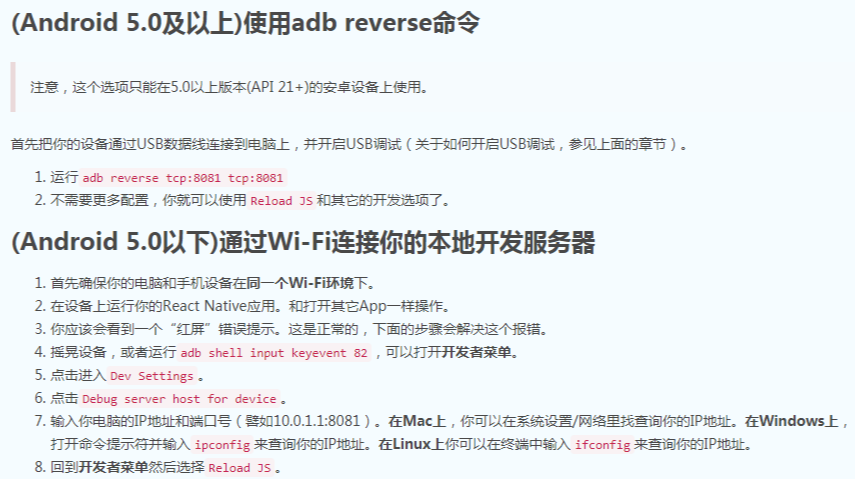 (Android 5.0及以上)使用adb reverse命令
注意，这个选项只能在5.0以上版本(API 21+)的安卓设备上使用。
首先把你的设备通过USB数据线连接到电脑上，并开启USB调试（关于如何开启USB调试，参见上面的章节）。
1. 运行 adb reverse tcp:8081 tcp:8081
2. 不需要更多配置，你就可以使用 Reload JS 和其它的开发选项了。
(Android 5.0以下)通过Wi-Fi连接你的本地开发服务器
1. 首先确保你的电脑和手机设备在同一个Wi-Fi环境下。
2. 在设备上运行你的React Native应用。和打开其它App一样操作。
3. 你应该会看到一个“红屏”错误提示。这是正常的，下面的步骤会解决这个报错。
4. 摇晃设备，或者运行 adb shell input keyevent 82 ，可以打开开发者菜单。
5. 点击进入 Dev Settings 。
6. 点击 Debug server host for device 。
7. 输入你电脑的IP地址和端口号（譬如10.0.1.1:8081）。在Mac上，你可以在系统设置/网络里找查询你的IP地址。在Windows上，
打开命令提示符并输入 ipconfig 来查询你的IP地址。在Linux上你可以在终端中输入 ifconfig 来查询你的IP地址。
8. 回到开发者菜单然后选择 Reload JS 。